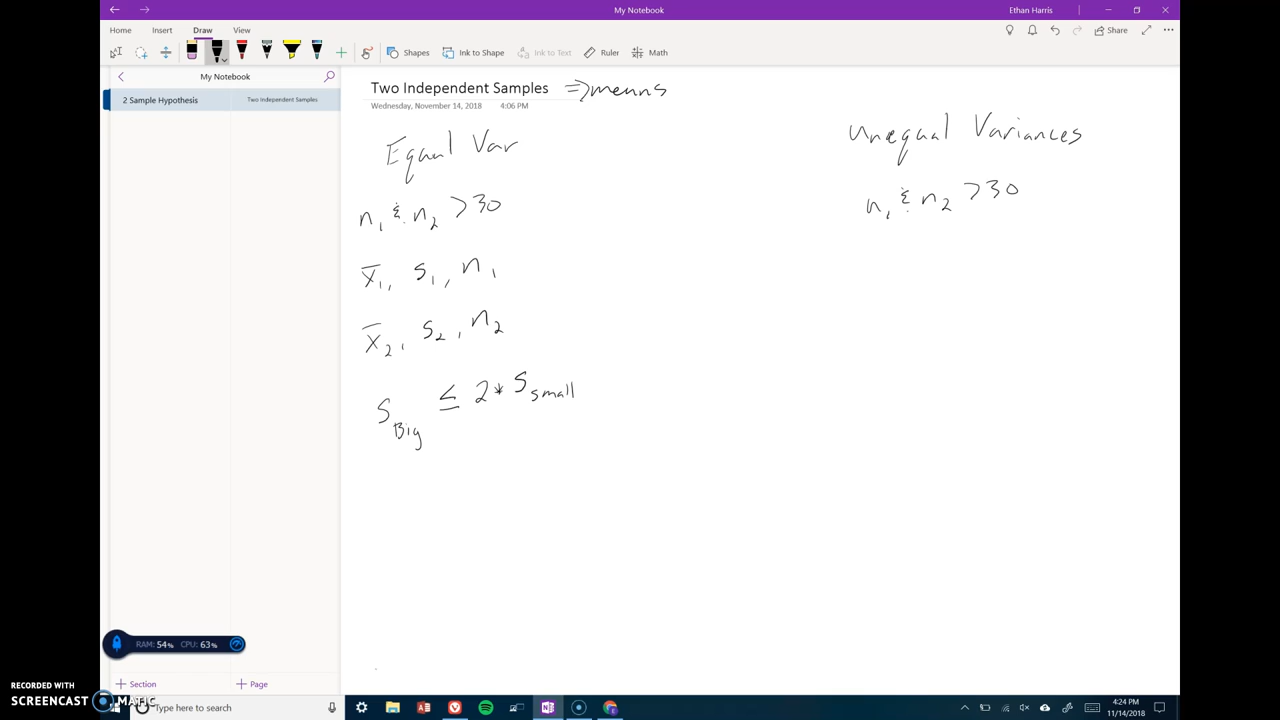 My Notebook
Ethan Harris
Home Insert Draw View
Shapes Ink to Shape Ink to Text Ruler Math Share
My Notebook
2 Sample Hypothesis Two Independent Samples
Two Independent Samples => means
Wednesday, November 14, 2018 4:06 PM
Equal Var
Unequal Variances
n₁ & n₂ > 30
n₁ & n₂ > 30
x̄₁, s₁, n₁
x̄₂, s₂, n₂
S Big ≤ 2 * S small
RAM: 54% CPU: 63%
+ Section + Page
RECORDED WITH
SCREENCAST MATIC
Type here to search
4:24 PM
11/14/2018